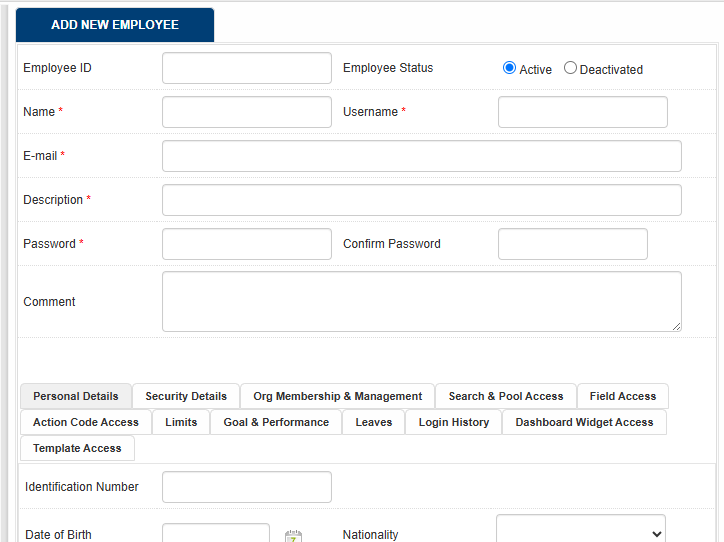 ADD NEW EMPLOYEE
Employee ID Employee Status Active Deactivated
Name * Username *
E-mail *
Description *
Password * Confirm Password
Comment
Personal Details Security Details Org Membership & Management Search & Pool Access Field Access
Action Code Access Limits Goal & Performance Leaves Login History Dashboard Widget Access
Template Access
Identification Number
Date of Birth 7 Nationality